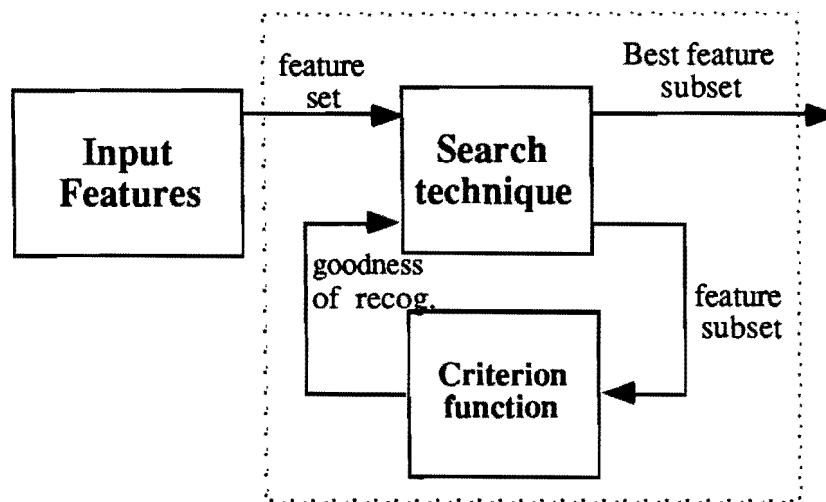 feature
set
Best feature
subset
Input
Features
Search
technique
goodness
of recog.
feature
subset
Criterion
function